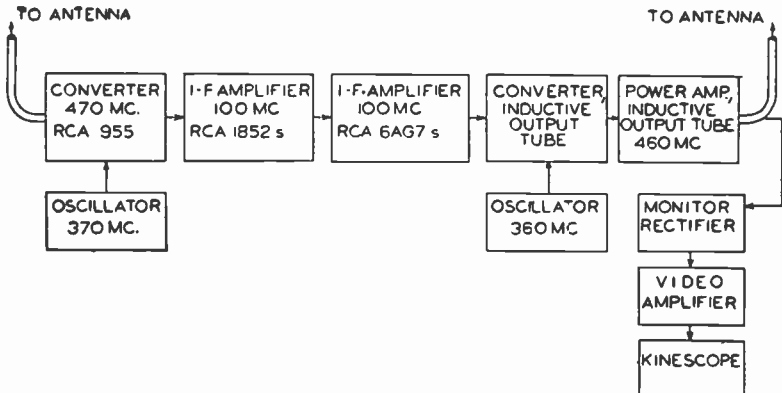 TO ANTENNA
TO ANTENNA
CONVERTER
470 MC.
RCA 955
I-F AMPLIFIER
100 MC
RCA 1852 s
I-F-AMPLIFIER
100 MC
RCA 6AG7 s
CONVERTER,
INDUCTIVE
OUTPUT
TUBE
POWER AMP,
INDUCTIVE
OUTPUT TUBE
460 MC
OSCILLATOR
370 MC.
OSCILLATOR
360 MC
MONITOR
RECTIFIER
VIDEO
AMPLIFIER
KINESCOPE